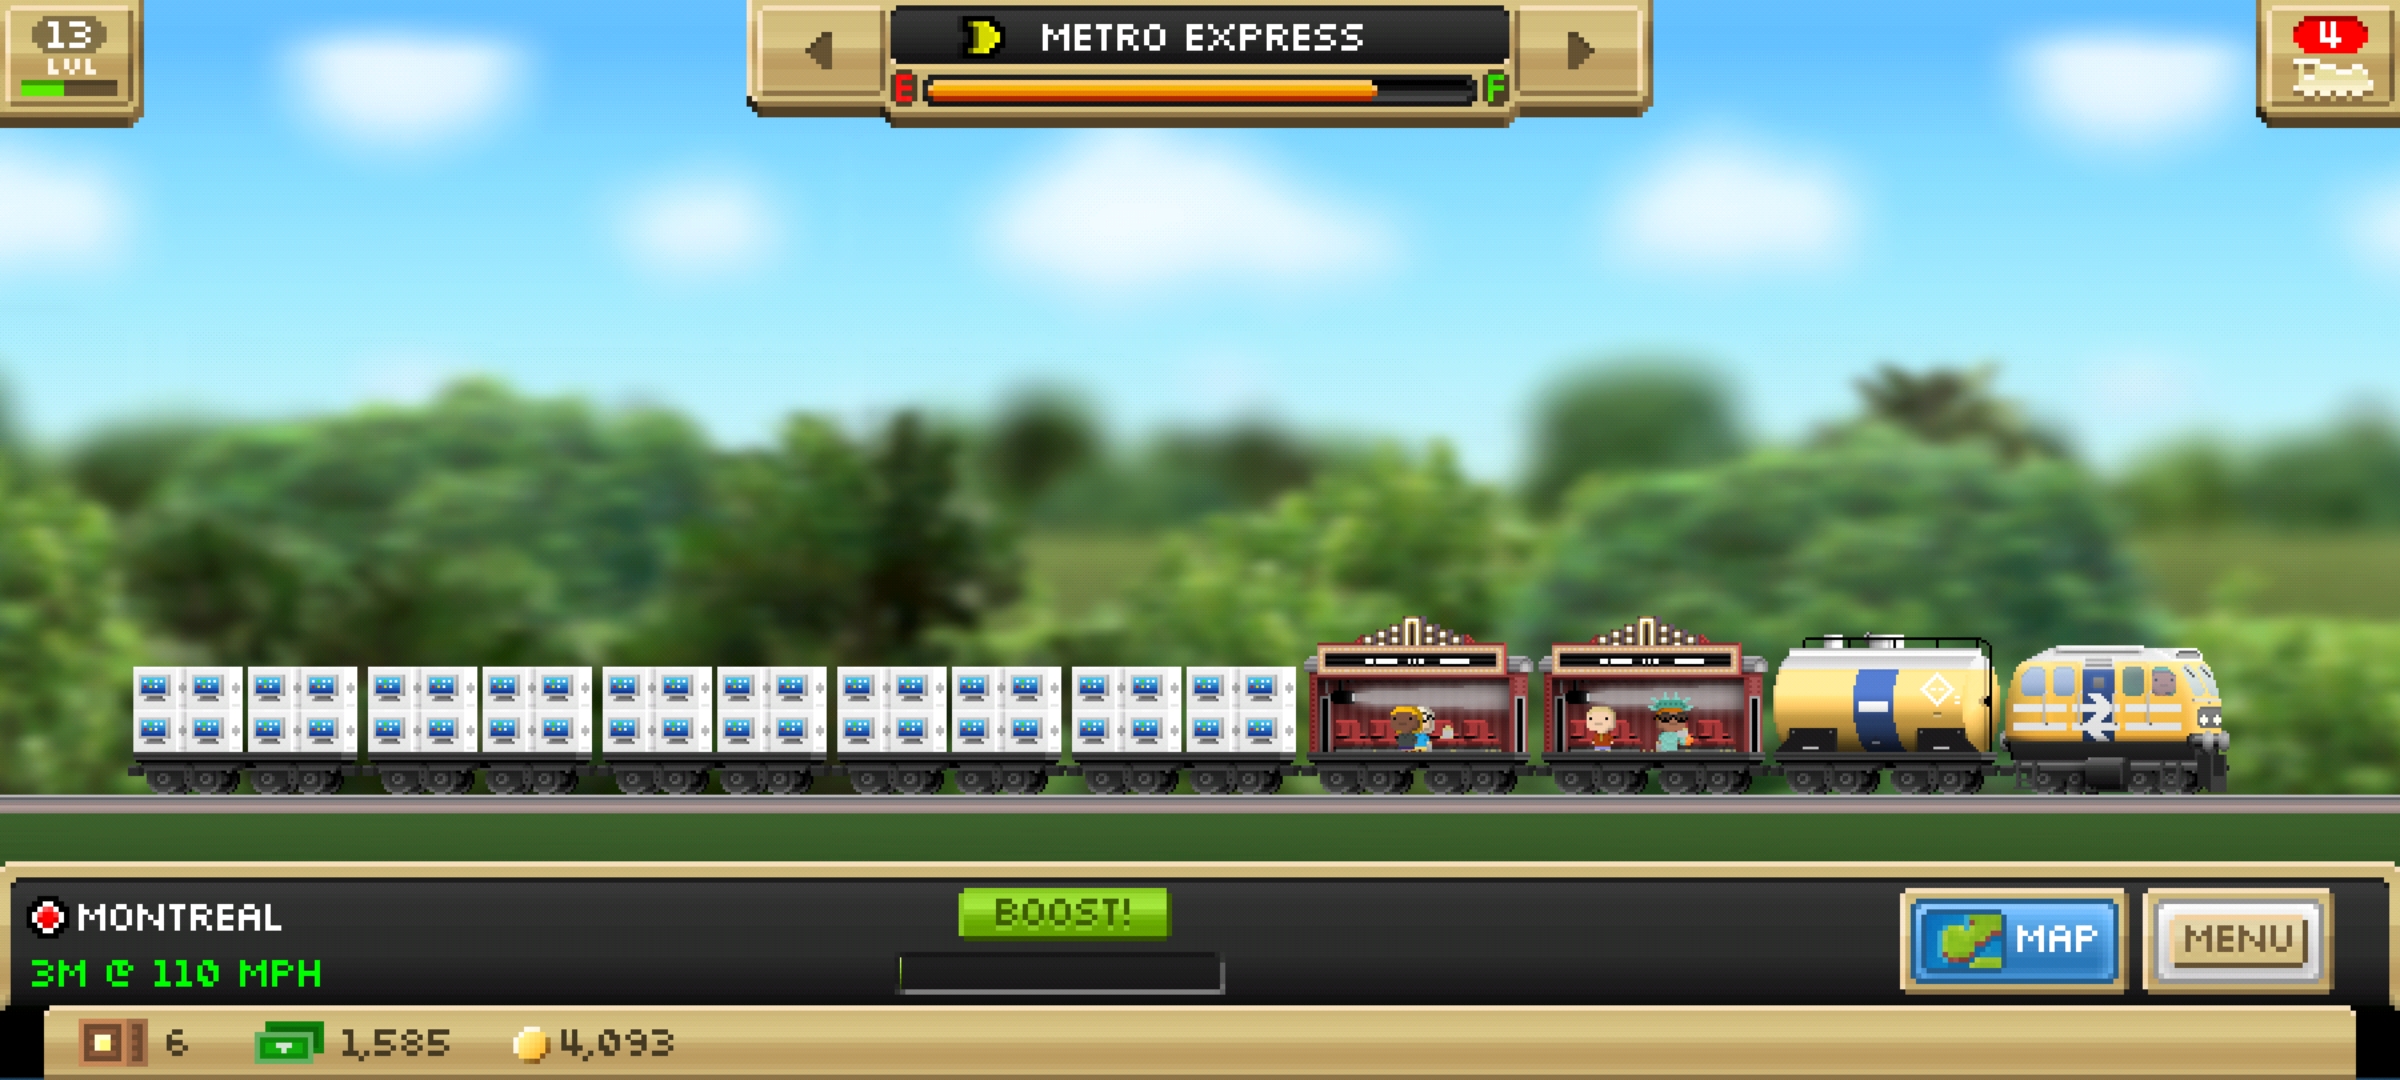 13
LVL
METRO EXPRESS
E F
4
MONTREAL
3M @ 110 MPH
BOOST!
MAP
MENU
6 1,585 4,093